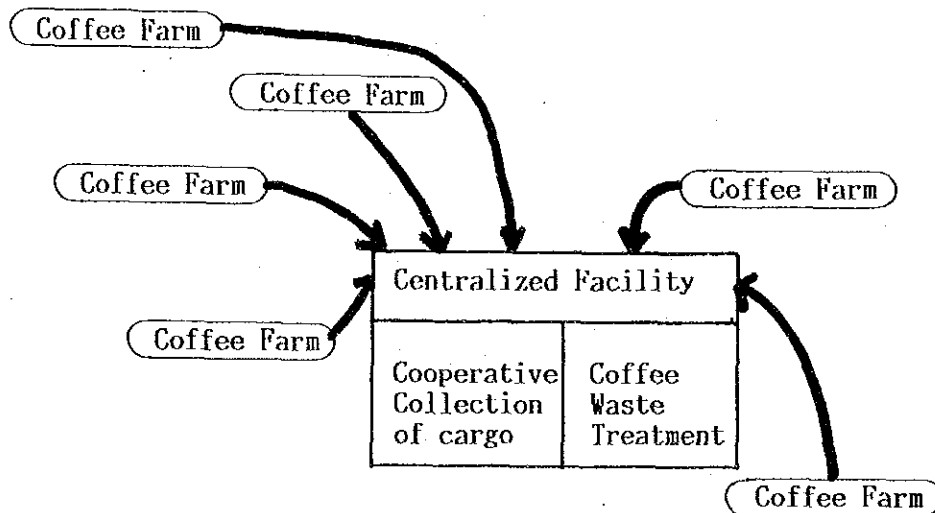 Coffee Farm
Coffee Farm
Coffee Farm
Coffee Farm
Centralized Facility
Coffee Farm
Cooperative
Collection
of cargo
Coffee
Waste
Treatment
Coffee Farm